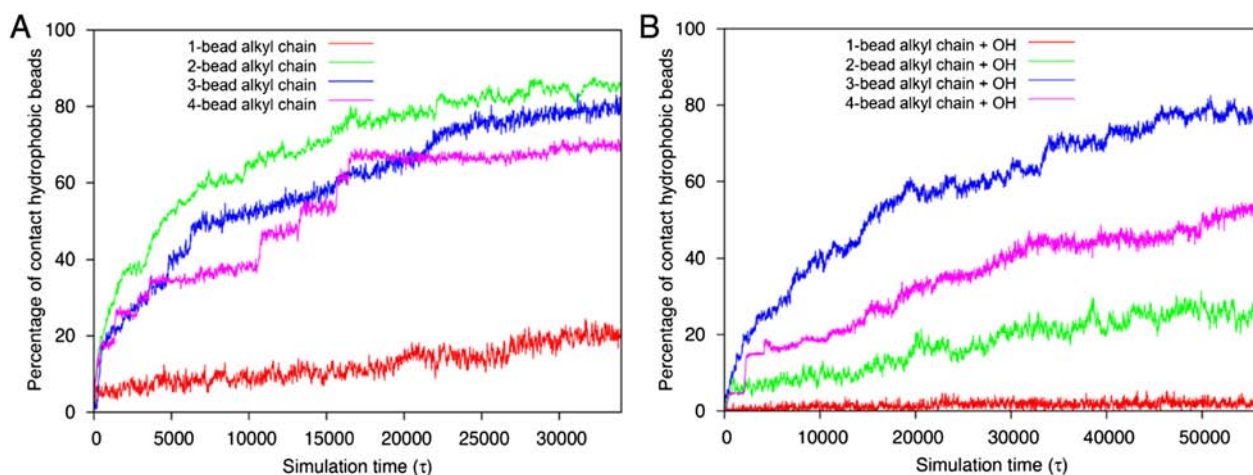 A
Percentage of contact hydrophobic beads
100
80
60
40
20
0
1-bead alkyl chain
2-bead alkyl chain
3-bead alkyl chain
4-bead alkyl chain
0 5000 10000 15000 20000 25000 30000
Simulation time (τ)
B
Percentage of contact hydrophobic beads
100
80
60
40
20
0
1-bead alkyl chain + OH
2-bead alkyl chain + OH
3-bead alkyl chain + OH
4-bead alkyl chain + OH
0 10000 20000 30000 40000 50000
Simulation time (τ)